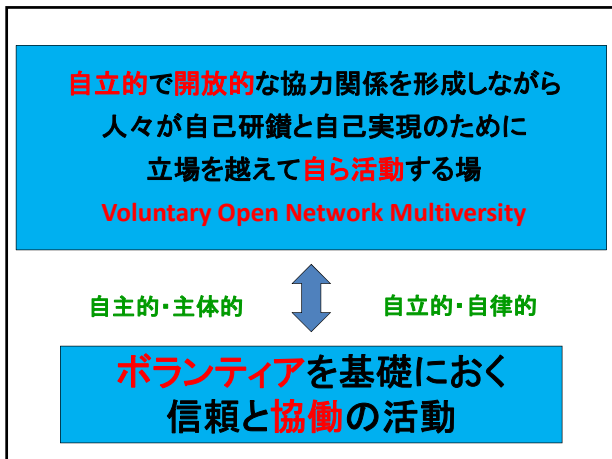 自立的で開放的な協力関係を形成しながら
人々が自己研鑽と自己実現のために
立場を越えて自ら活動する場
Voluntary Open Network Multiversity
自主的・主体的
自立的・自律的
ボランティアを基礎におく
信頼と協働の活動